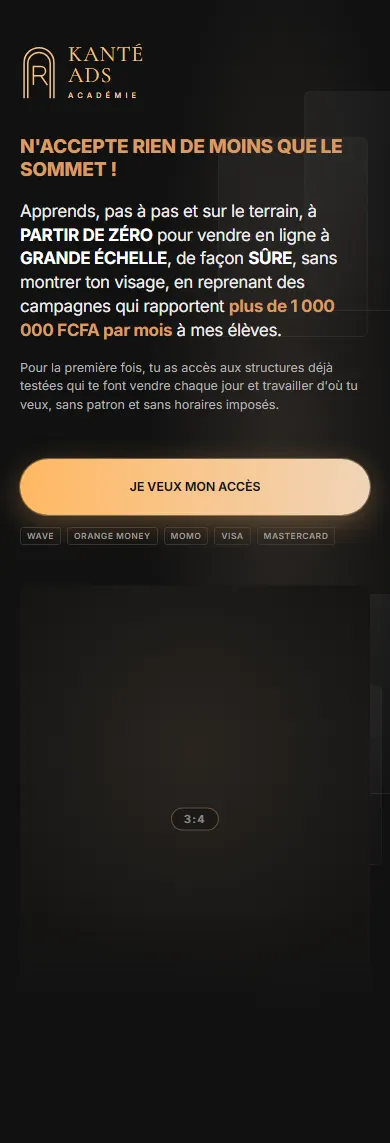 KANTÉ
ADS
ACADÉMIE
N'ACCEPTE RIEN DE MOINS QUE LE
SOMMET !
Apprends, pas à pas et sur le terrain, à
PARTIR DE ZÉRO pour vendre en ligne à
GRANDE ÉCHELLE, de façon SÛRE, sans
montrer ton visage, en reprenant des
campagnes qui rapportent plus de 1 000
000 FCFA par mois à mes élèves.
Pour la première fois, tu as accès aux structures déjà
testées qui te font vendre chaque jour et travailler d'où tu
veux, sans patron et sans horaires imposés.
JE VEUX MON ACCÈS
WAVE ORANGE MONEY MOMO VISA MASTERCARD
3:4